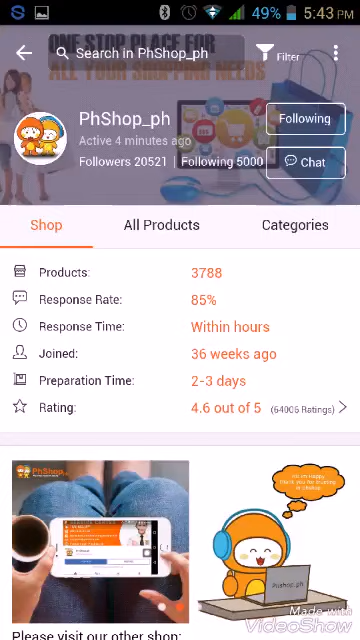 49% 5:43 PM
ONE STOP PLACE FOR
ALL YOUR SHOPPING NEEDS
Search in PhShop_ph
Filter
PhShop_ph
Active 4 minutes ago
Followers 20521 | Following 5000
Following
Chat
Shop
All Products
Categories
Products: 3788
Response Rate: 85%
Response Time: Within hours
Joined: 36 weeks ago
Preparation Time: 2-3 days
Rating: 4.6 out of 5 (64006 Ratings)
PhShop
Phshop.ph
Made with
VideoShow
Please visit our other shop: